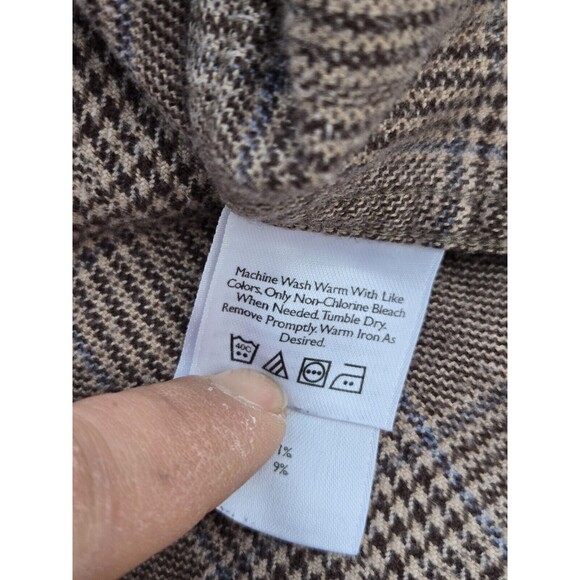 Machine Wash Warm With Like
Colors. Only Non-Chlorine Bleach
When Needed. Tumble Dry.
Remove Promptly. Warm Iron As
Desired.
40C
1%
9%